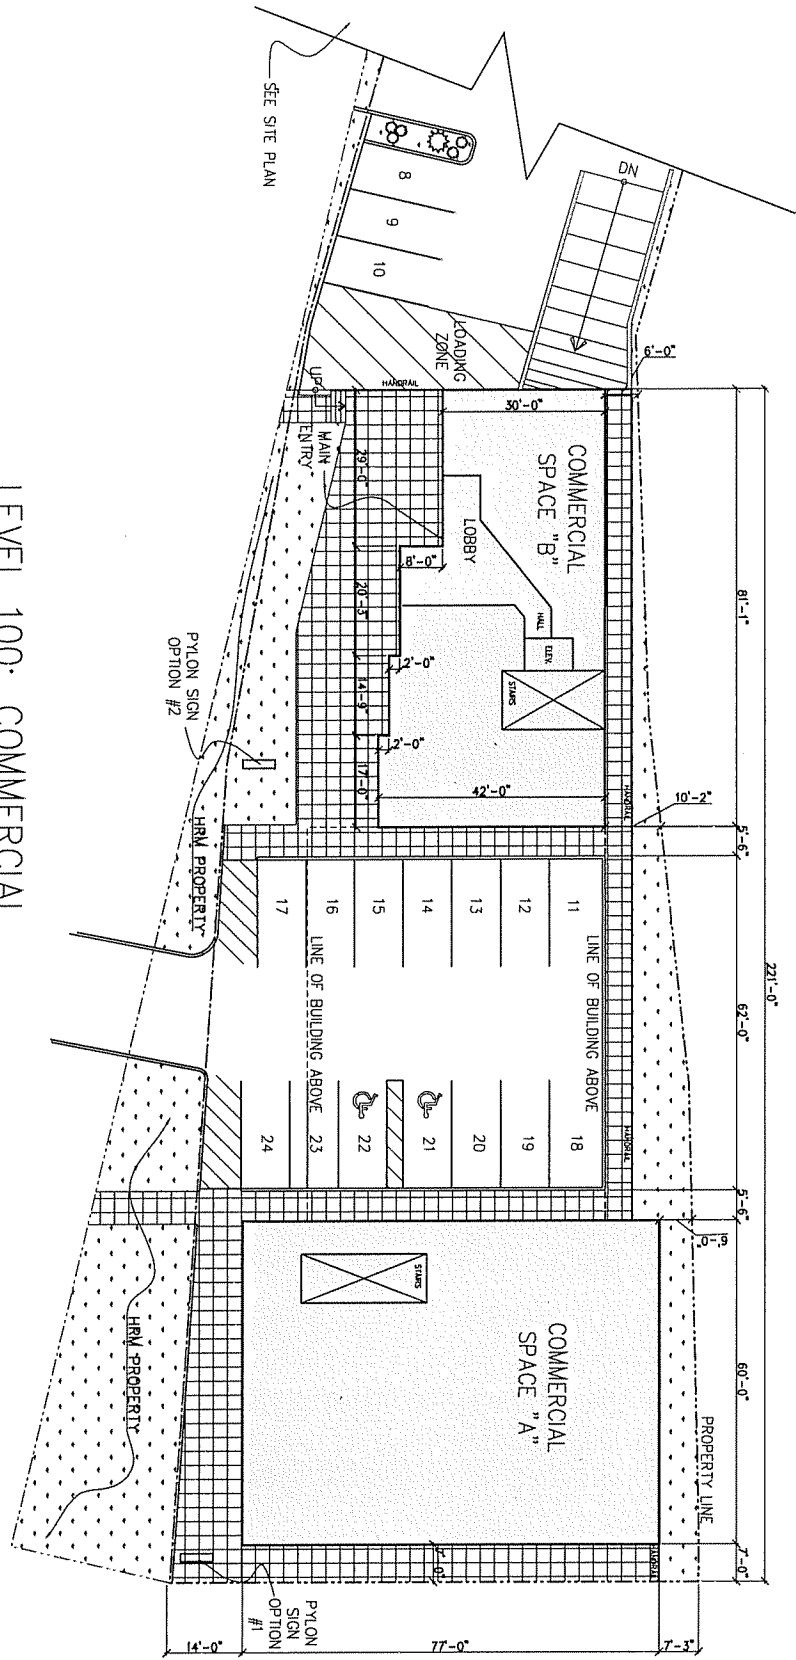 SEE SITE PLAN
8
9
10
DN
LOADING
ZONE
HANDRAIL
UP
MAIN
ENTRY
6'-0"
30'-0"
COMMERCIAL
SPACE "B"
LOBBY
HALL
ELEV.
STAIRS
29'-0"
8'-0"
20'-3"
2'-0"
14'-9"
2'-0"
17'-0"
42'-0"
81'-1"
HANDRAIL
10'-2"
5'-6"
PYLON SIGN
OPTION #2
HRM PROPERTY
11
12
13
14
15
16
17
LINE OF BUILDING ABOVE
LINE OF BUILDING ABOVE
18
19
20
21
22
23
24
HANDRAIL
62'-0"
221'-0"
5'-6"
STAIRS
COMMERCIAL
SPACE "A"
HRM PROPERTY
60'-0"
PROPERTY LINE
HANDRAIL
7'-0"
PYLON
SIGN
OPTION
#1
14'-0"
77'-0"
7'-3"
LEVEL 100: COMMERCIAL